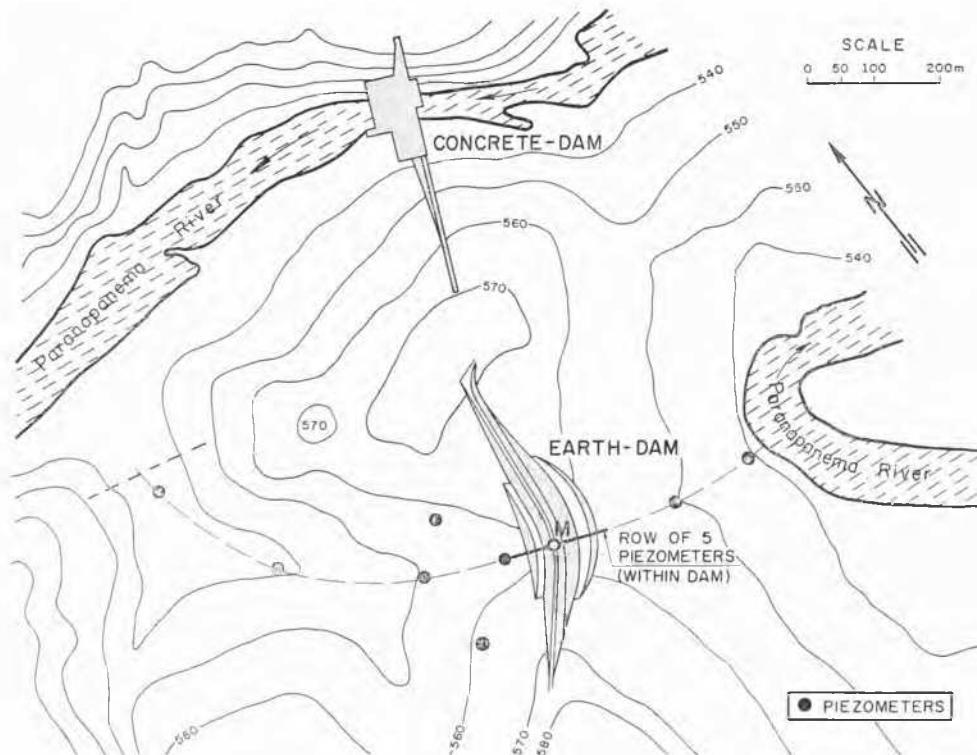 SCALE
0 50 100 200m
540
550
CONCRETE-DAM
550
River
N
560
540
570
Paranapanema
570
EARTH-DAM
Paranapanema River
M
ROW OF 5
PIEZOMETERS
(WITHIN DAM)
PIEZOMETERS
580
560
570
580